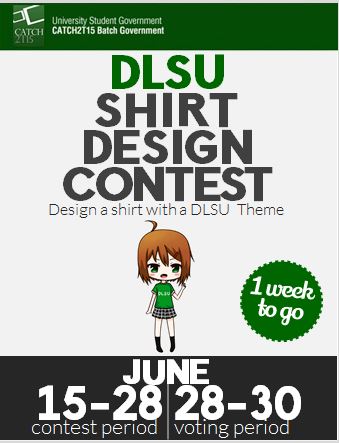 University Student Government
CATCH2T15 Batch Government
CATCH
2T15
DLSU
SHIRT
DESIGN
CONTEST
Design a shirt with a DLSU Theme
DLSU
1 week
to go
JUNE
15-28 28-30
contest period voting period